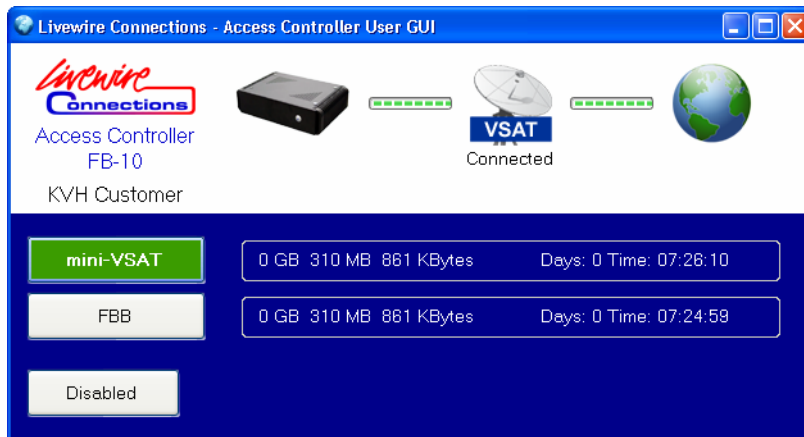 Livewire Connections - Access Controller User GUI
Livewire
Connections
Access Controller
FB-10
KVH Customer
VSAT
Connected
mini-VSAT
0 GB 310 MB 861 KBytes Days: 0 Time: 07:26:10
FBB
0 GB 310 MB 861 KBytes Days: 0 Time: 07:24:59
Disabled